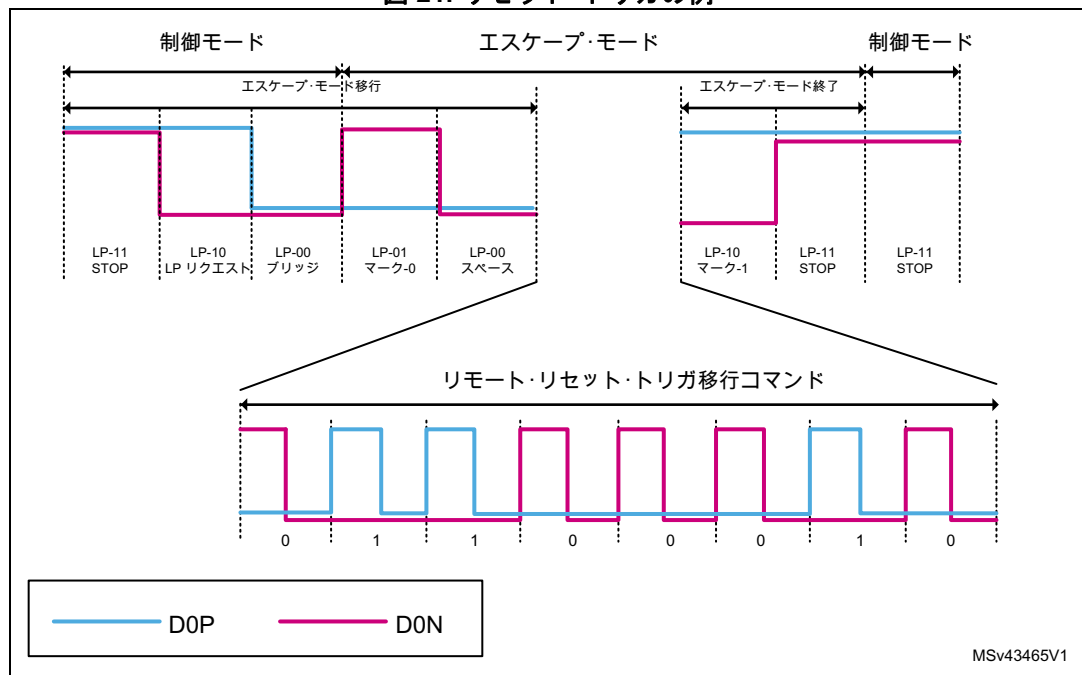 制御モード
エスケープ・モード
制御モード
エスケープ・モード移行
エスケープ・モード終了
LP-11
STOP
LP-10
LP リクエスト
LP-00
ブリッジ
LP-01
マーク-0
LP-00
スペース
LP-10
マーク-1
LP-11
STOP
LP-11
STOP
リモート・リセット・トリガ移行コマンド
0 1 1 0 0 0 1 0
D0P
D0N
MSv43465V1